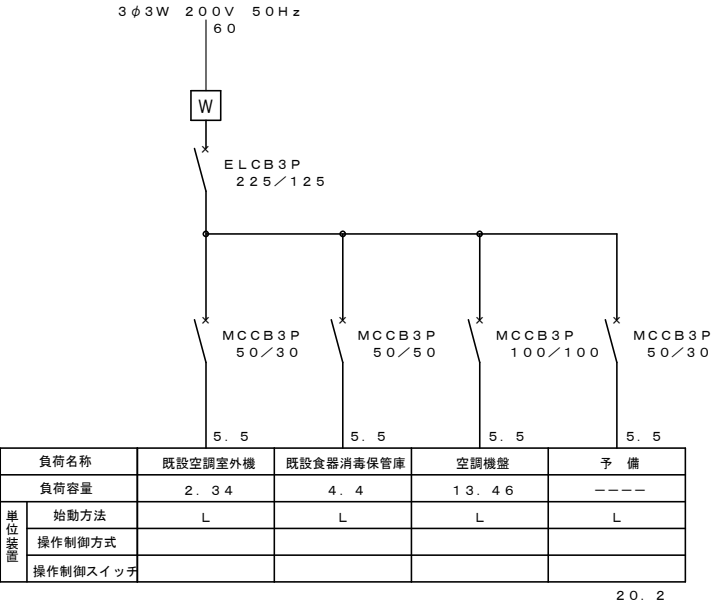 ３φ３Ｗ　２００Ｖ　５０Ｈｚ
６０
Ｗ
ＥＬＣＢ３Ｐ
２２５／１２５
ＭＣＣＢ３Ｐ　ＭＣＣＢ３Ｐ　ＭＣＣＢ３Ｐ　ＭＣＣＢ３Ｐ
５０／３０　５０／５０　１００／１００　５０／３０
５．５　５．５　５．５　５．５
負荷名称　既設空調室外機　既設食器消毒保管庫　空調機盤　予　備
負荷容量　２．３４　４．４　１３．４６　－－－－
単位装置
始動方法　Ｌ　Ｌ　Ｌ　Ｌ
操作制御方式
操作制御スイッチ
２０．２